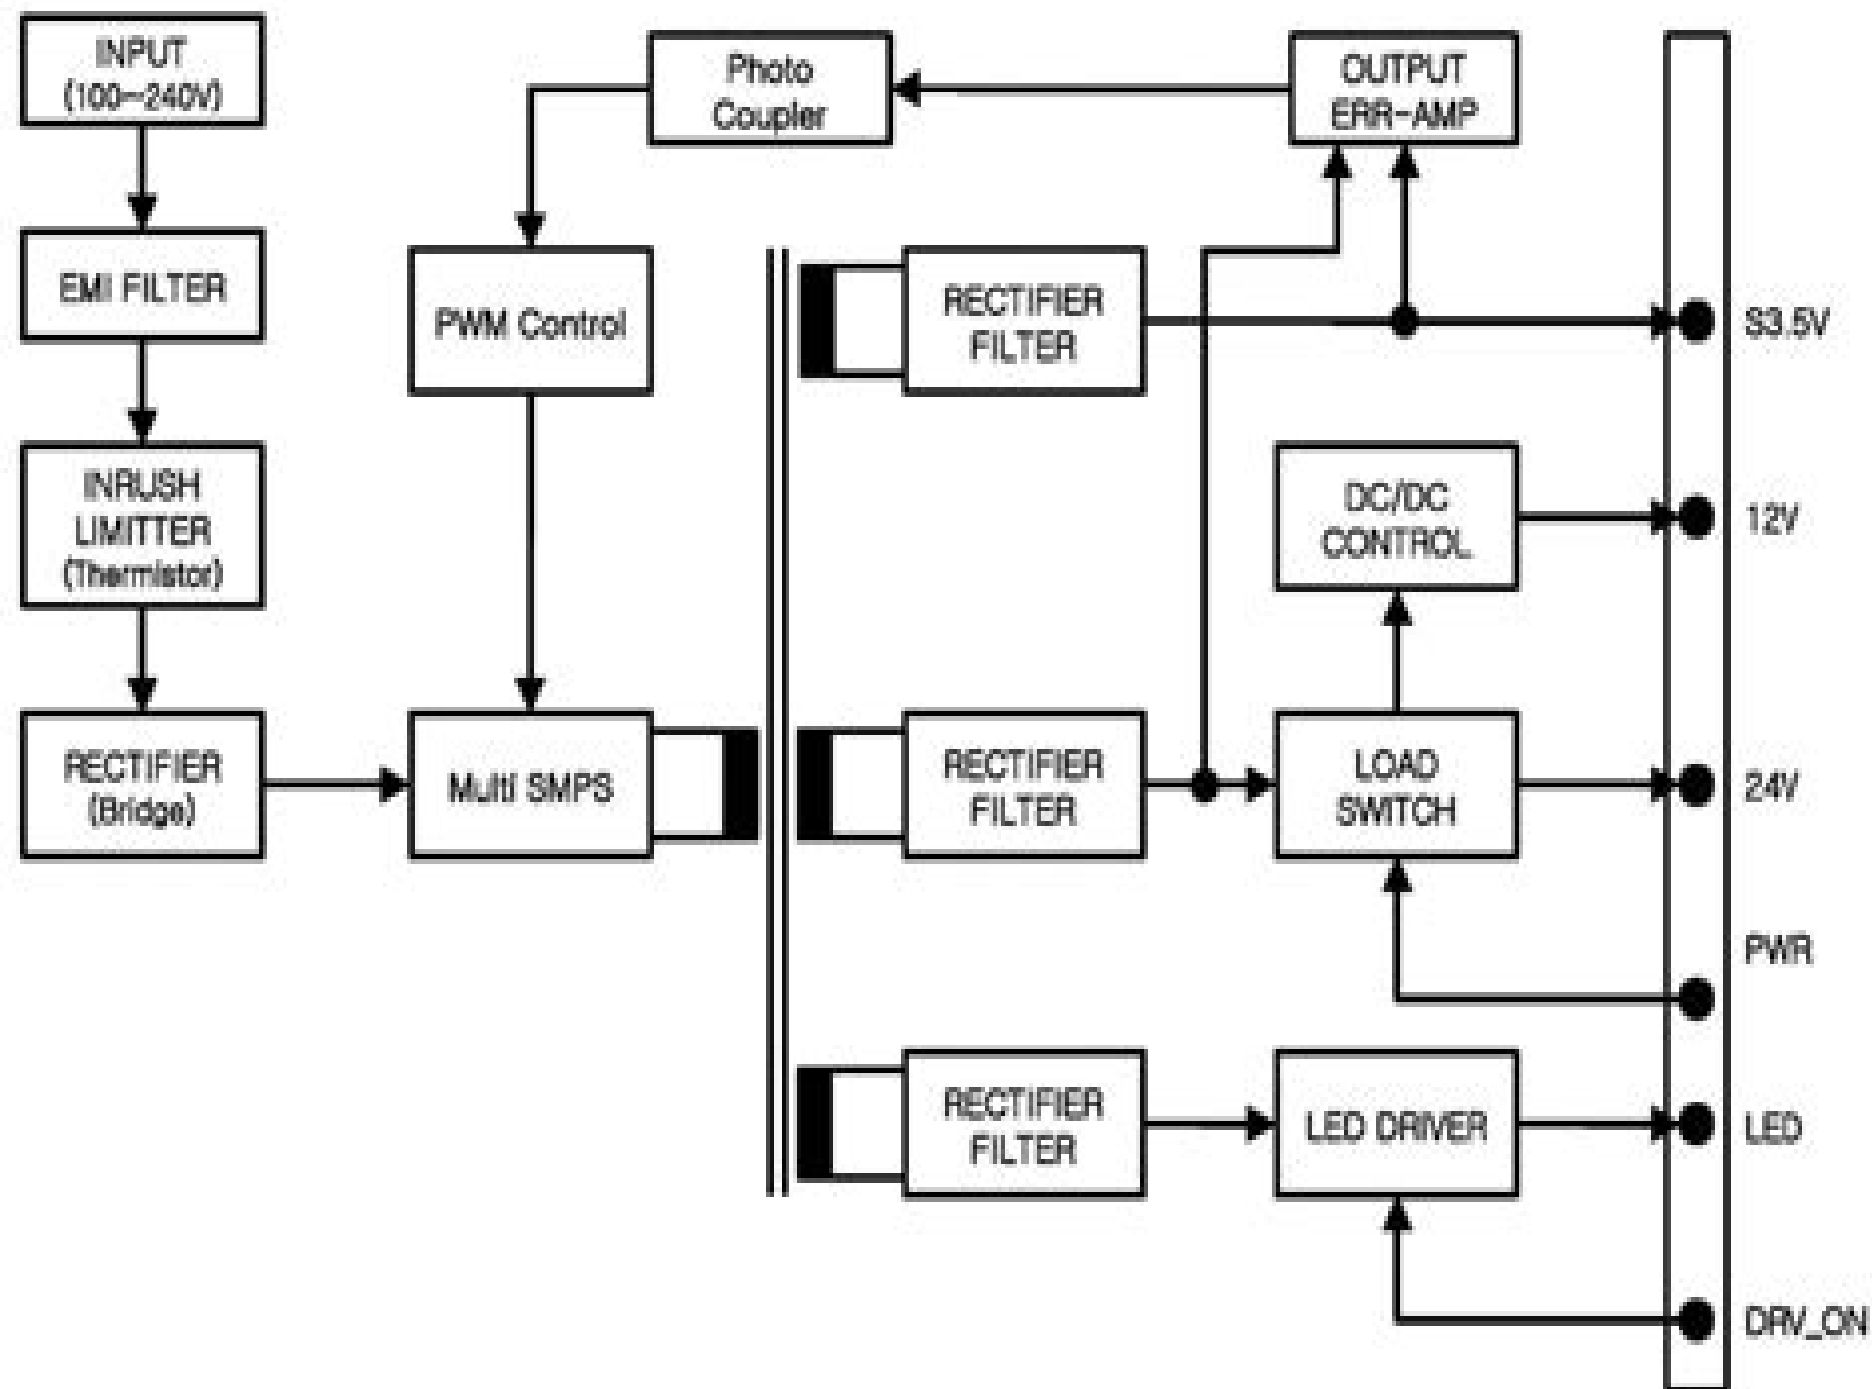 INPUT
(100~240V)
EMI FILTER
INRUSH
LIMITTER
(Thermistor)
RECTIFIER
(Bridge)
Photo
Coupler
PWM Control
Multi SMPS
OUTPUT
ERR-AMP
RECTIFIER
FILTER
S3.5V
DC/DC
CONTROL
12V
RECTIFIER
FILTER
LOAD
SWITCH
24V
PWR
RECTIFIER
FILTER
LED DRIVER
LED
DRV_ON